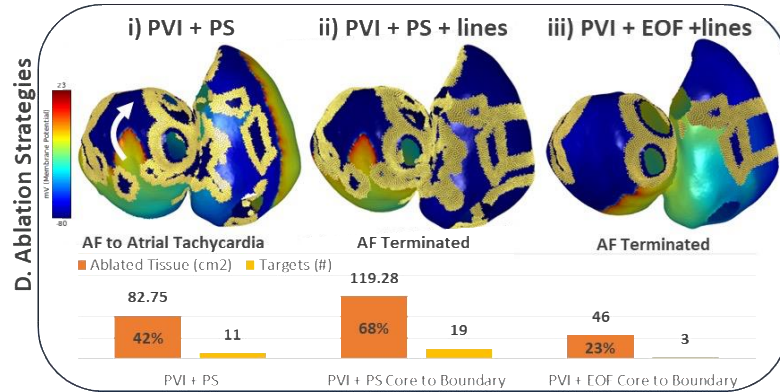 D. Ablation Strategies
i) PVI + PS
ii) PVI + PS + lines
iii) PVI + EOF +lines
23
mV (Membrane Potential)
-80
AF to Atrial Tachycardia
AF Terminated
AF Terminated
Ablated Tissue (cm2)
Targets (#)
82.75
42%
11
119.28
68%
19
46
23%
3
PVI + PS
PVI + PS Core to Boundary
PVI + EOF Core to Boundary